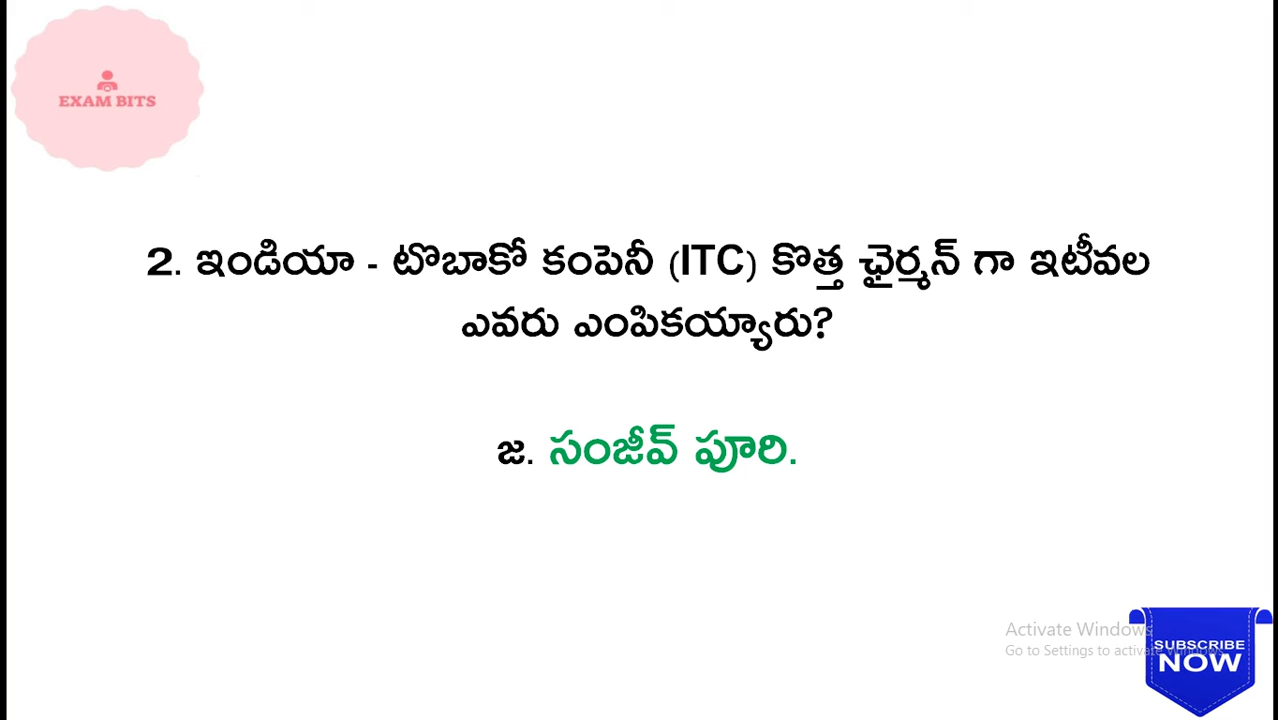 EXAM BITS
2. ఇండియా - టొబాకో కంపెనీ (ITC) కొత్త ఛైర్మన్ గా ఇటీవల
ఎవరు ఎంపికయ్యారు?
జ. సంజీవ్ పూరి.
Activate Windows
Go to Settings to activate Windows.
SUBSCRIBE
NOW